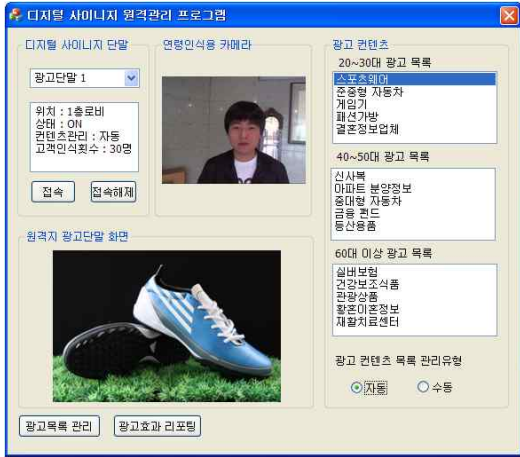 디지털 사이니지 원격관리 프로그램
디지털 사이니지 단말
광고단말 1
위치 : 1층로비
상태 : ON
컨텐츠관리 : 자동
고객인식횟수 : 30명
접속
접속해제
연령인식용 카메라
원격지 광고단말 화면
광고목록 관리
광고효과 리포팅
광고 컨텐츠
20~30대 광고 목록
스포츠웨어
준중형 자동차
게임기
패션가방
결혼정보업체
40~50대 광고 목록
신사복
아파트 분양정보
중대형 자동차
금융 펀드
등산용품
60대 이상 광고 목록
실버보험
건강보조식품
관광상품
황혼이혼정보
재활치료센터
광고 컨텐츠 목록 관리유형
자동
수동